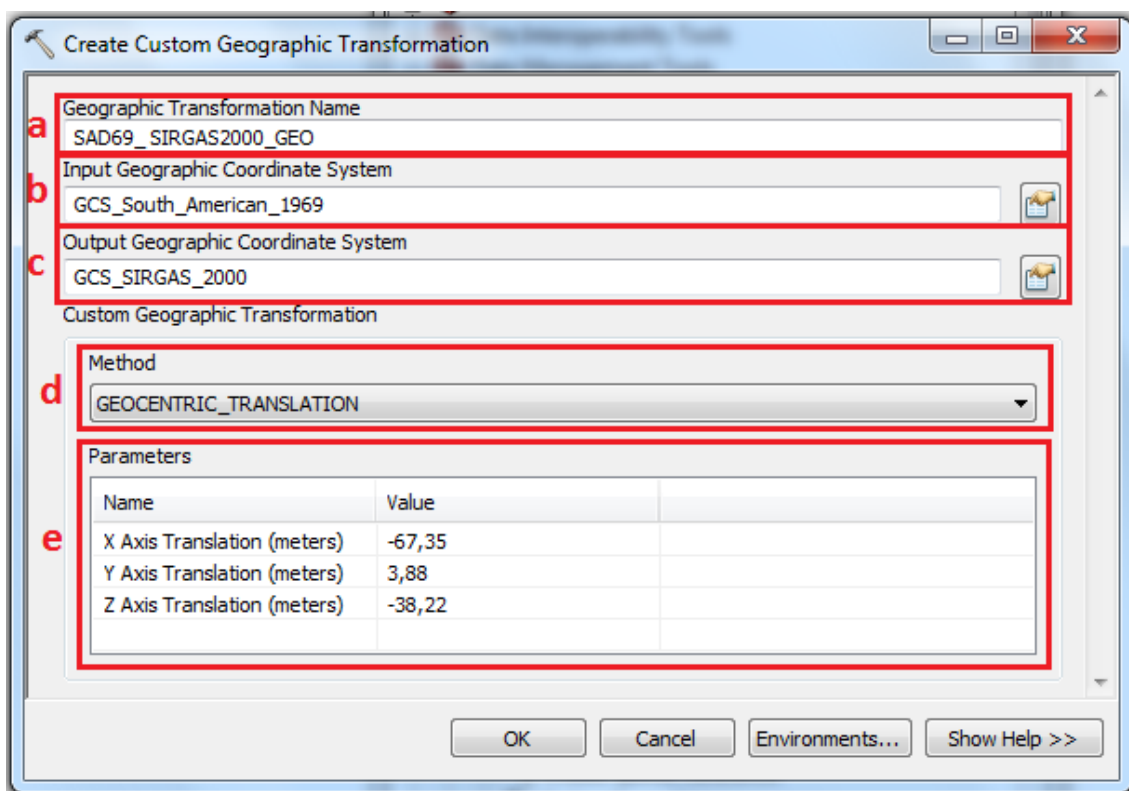 Create Custom Geographic Transformation
a
Geographic Transformation Name
SAD69_ SIRGAS2000_GEO
b
Input Geographic Coordinate System
GCS_South_American_1969
c
Output Geographic Coordinate System
GCS_SIRGAS_2000
Custom Geographic Transformation
d
Method
GEOCENTRIC_TRANSLATION
e
Parameters
Name Value
X Axis Translation (meters) -67,35
Y Axis Translation (meters) 3,88
Z Axis Translation (meters) -38,22
OK Cancel Environments... Show Help >>